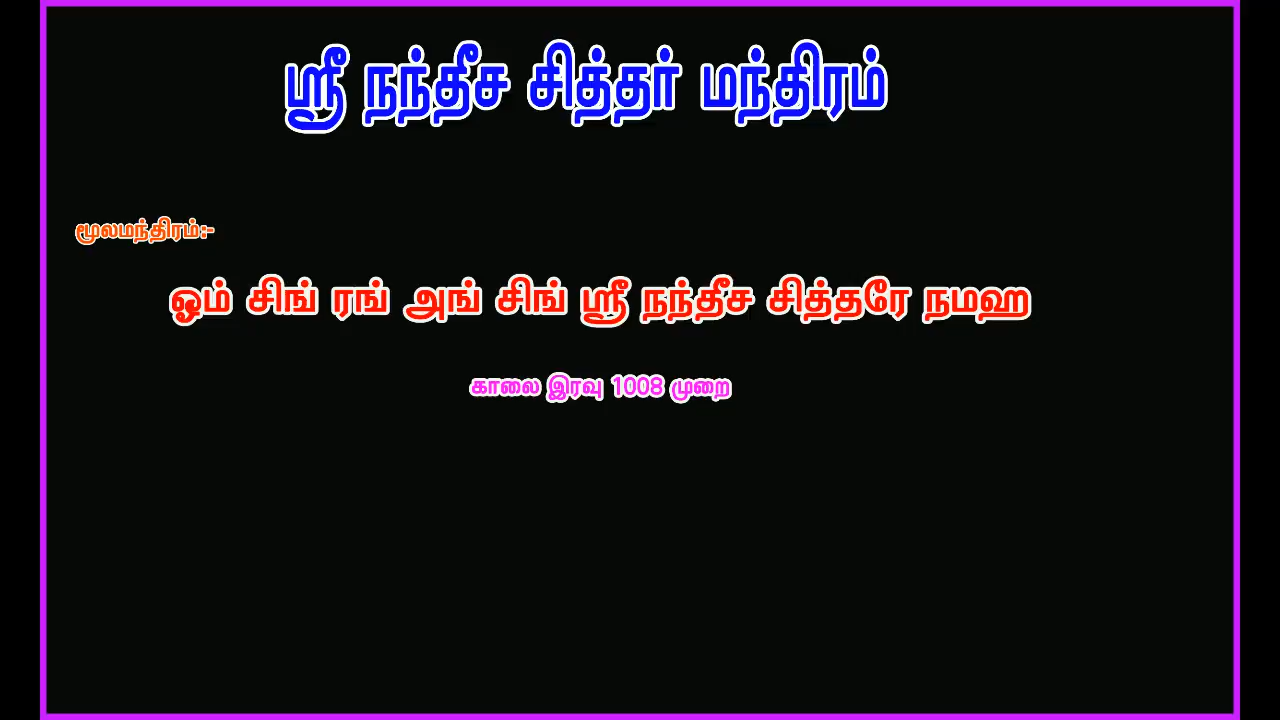 ஸ்ரீ நந்தீச சித்தர் மந்திரம்
மூலமந்திரம்:-
ஓம் சிங் ரங் அங் சிங் ஸ்ரீ நந்தீச சித்தரே நமஹ
காலை இரவு 1008 முறை